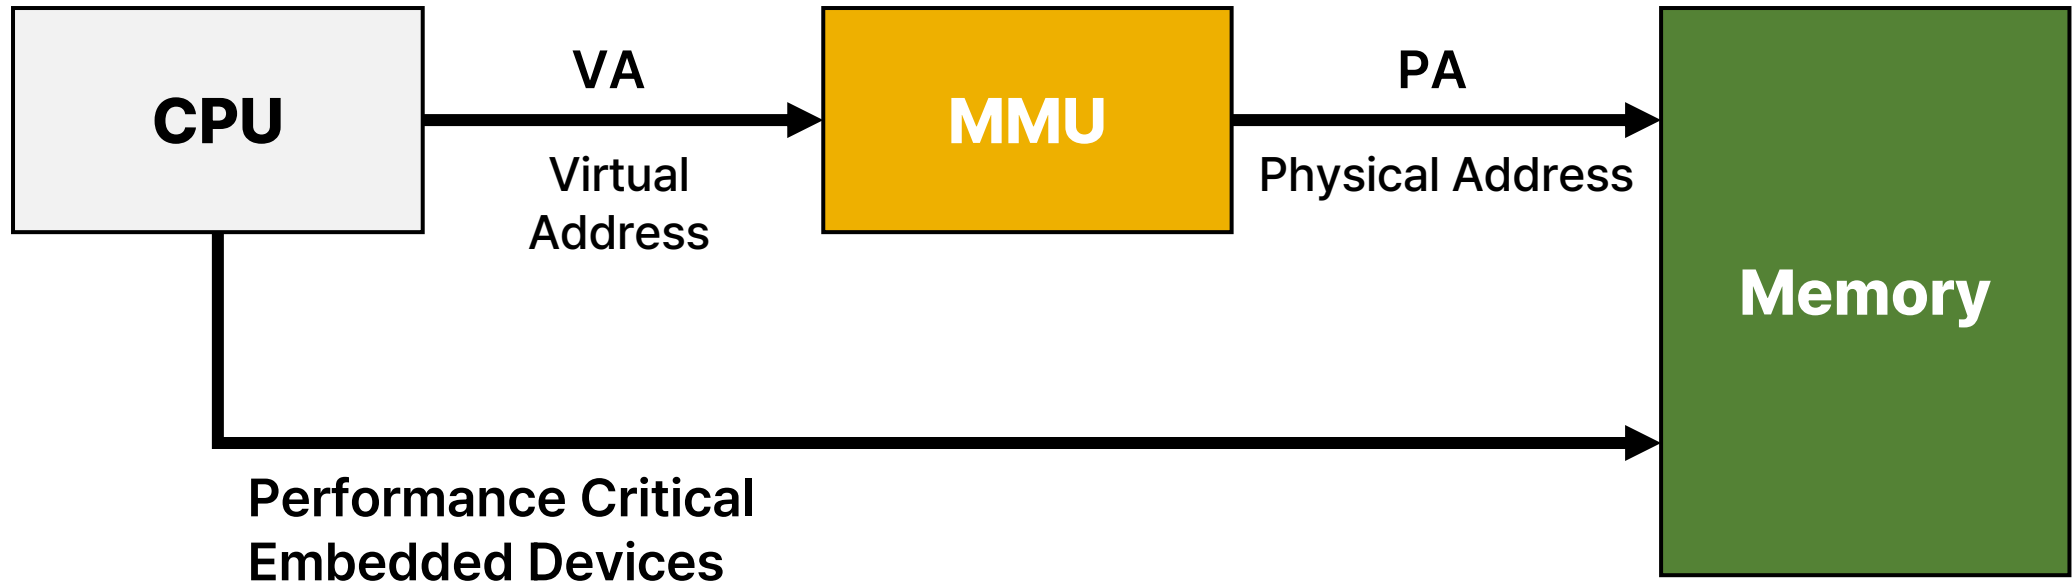 CPU
VA
Virtual
Address
MMU
PA
Physical Address
Memory
Performance Critical
Embedded Devices